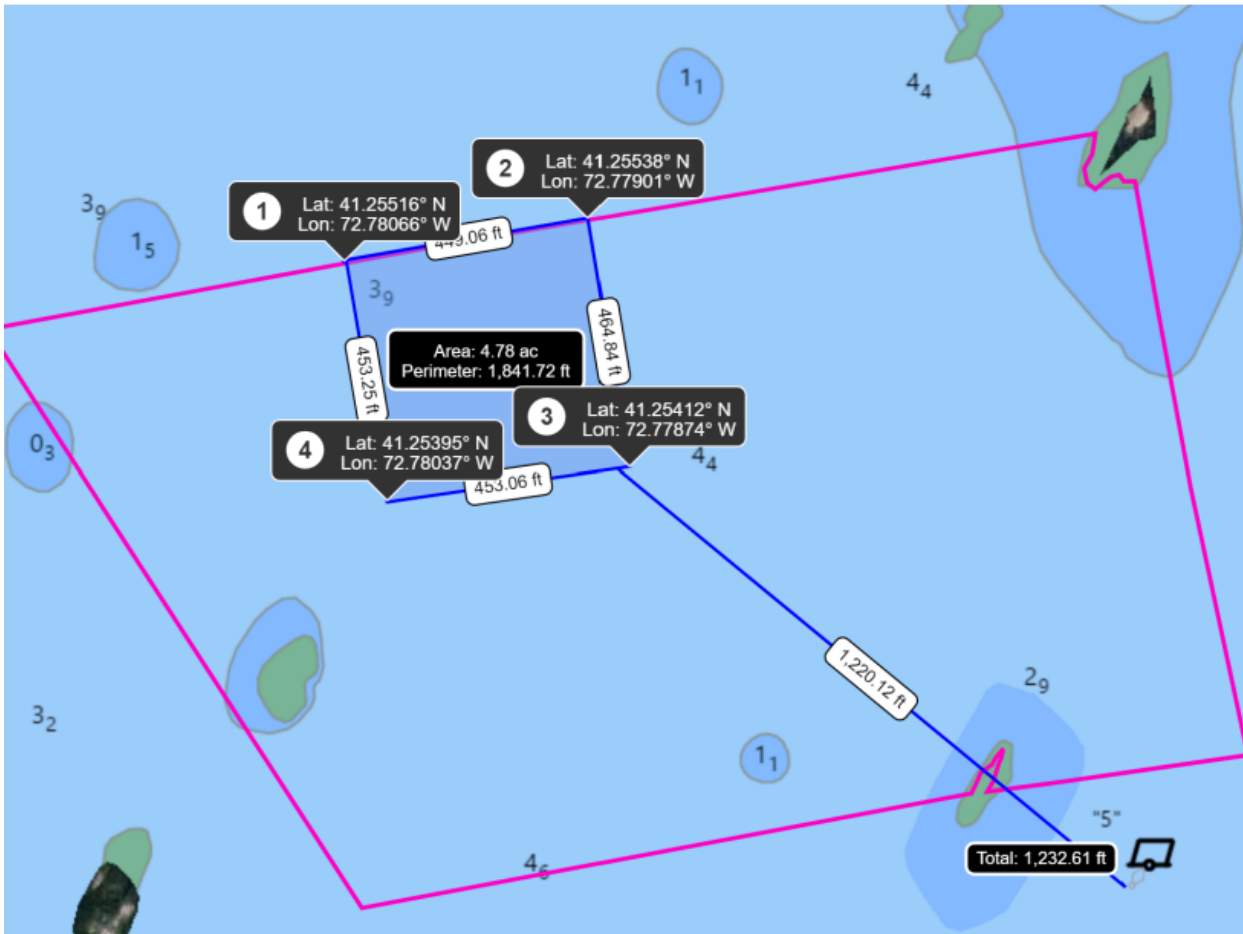 1₁
4₄
2
Lat: 41.25538° N
Lon: 72.77901° W
3₉
1
Lat: 41.25516° N
Lon: 72.78066° W
1₅
449.06 ft
3₉
464.84 ft
453.25 ft
Area: 4.78 ac
Perimeter: 1,841.72 ft
3
Lat: 41.25412° N
Lon: 72.77874° W
0₃
4
Lat: 41.25395° N
Lon: 72.78037° W
4₄
453.06 ft
1,220.12 ft
2₉
3₂
1₁
"5"
4₆
Total: 1,232.61 ft